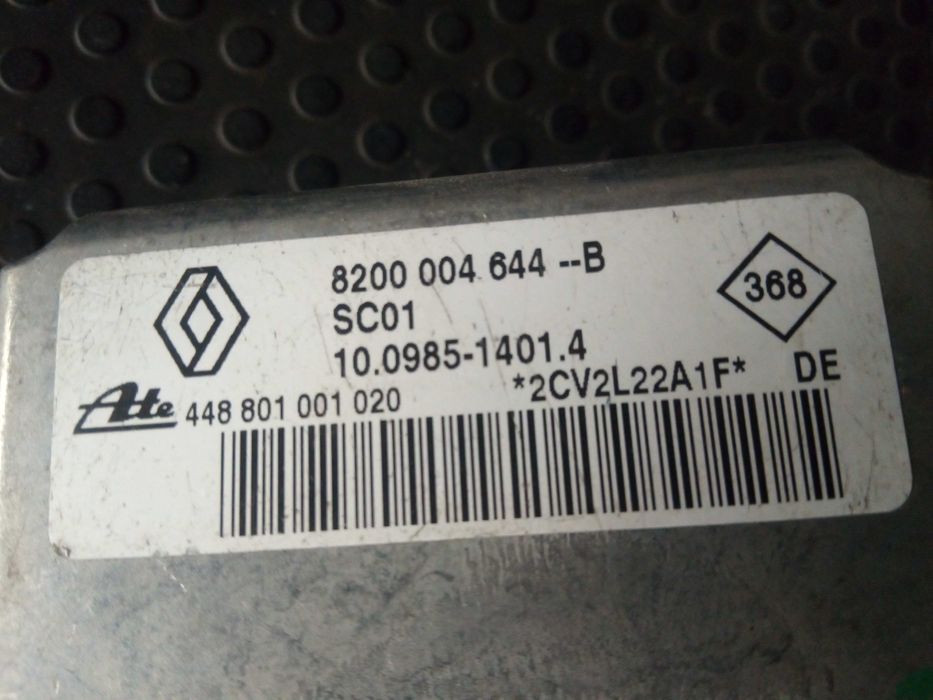 8200 004 644 --B
368
SC01
10.0985-1401.4
Ate 448 801 001 020
*2CV2L22A1F* DE